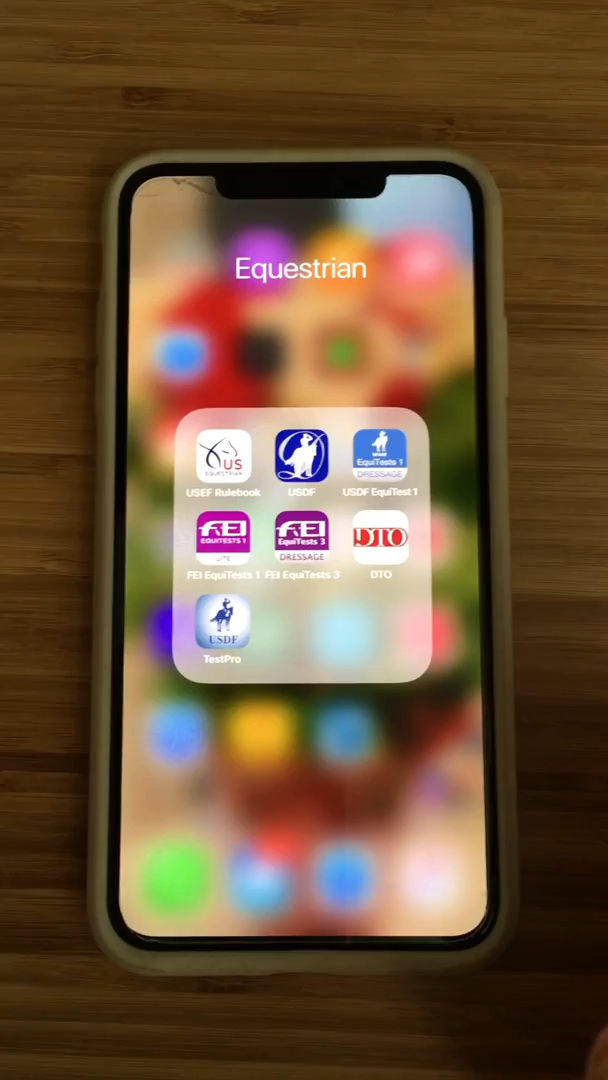 Equestrian
US
EQUESTRIAN
USEF Rulebook
USDF
EquiTests 1
DRESSAGE
USDF EquiTest 1
FEI
EQUITESTS 1
LITE
FEI EquiTests 1
FEI
EquiTests 3
DRESSAGE
FEI EquiTests 3
DTO
DTO
USDF
TestPro